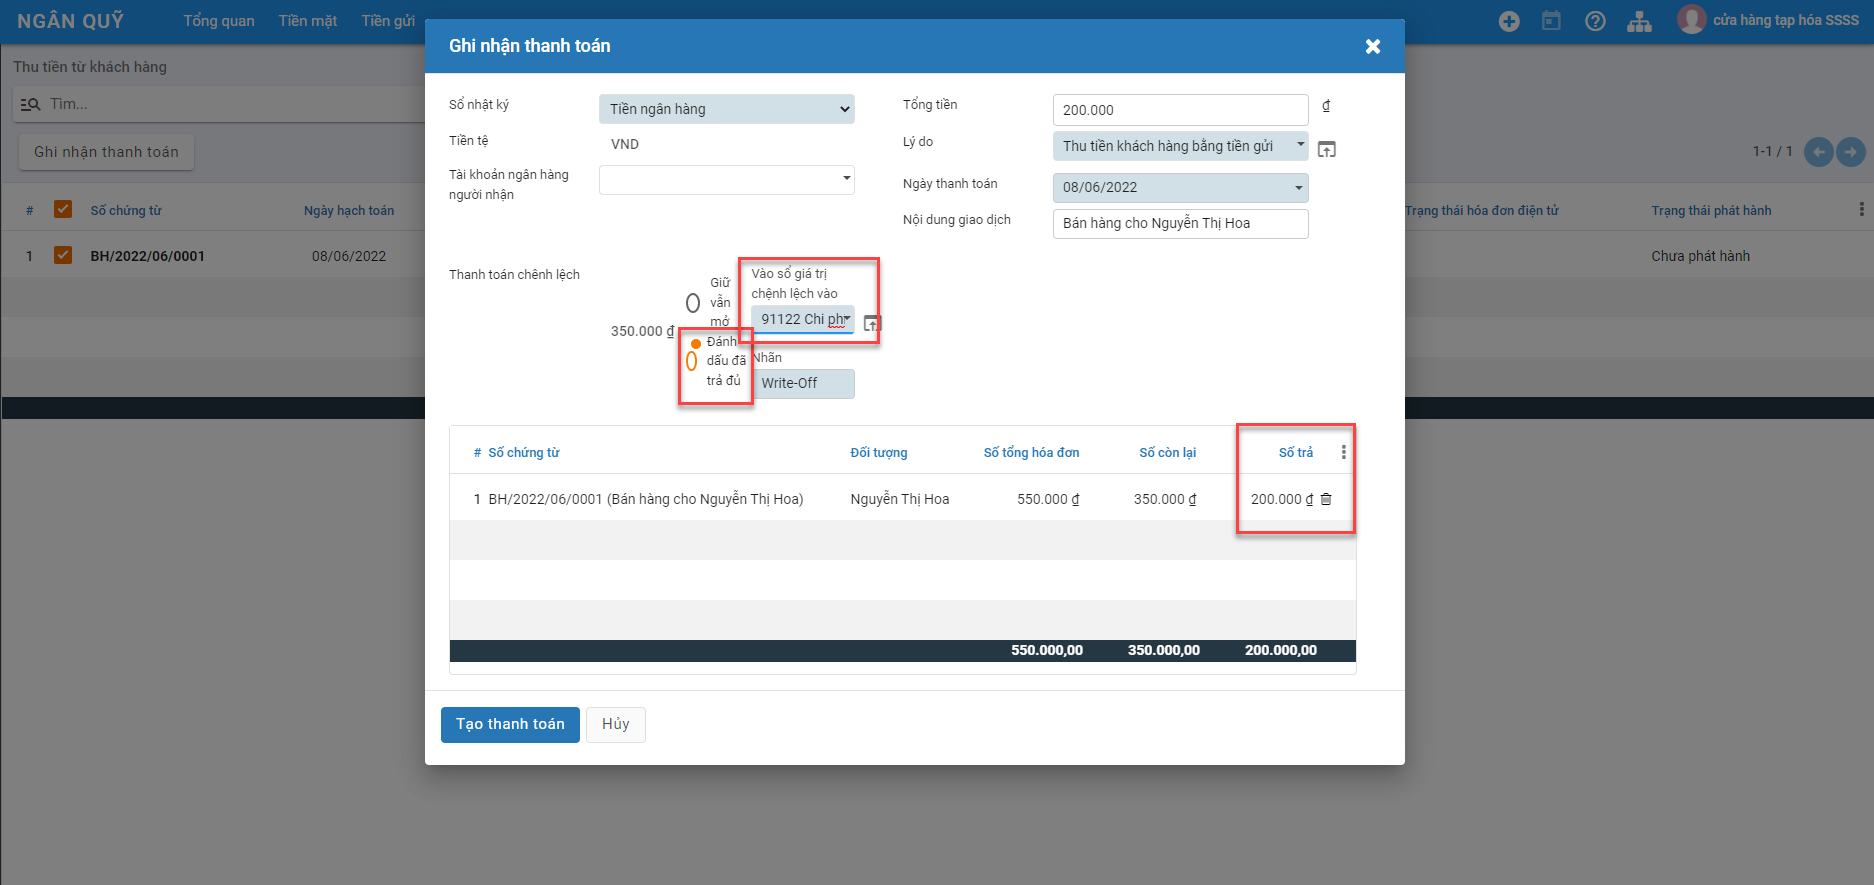 NGÂN QUỸ
Tổng quan
Tiền mặt
Tiền gửi
cửa hàng tạp hóa SSSS
Thu tiền từ khách hàng
Tìm...
Ghi nhận thanh toán
1-1 / 1
# Số chứng từ Ngày hạch toán Trạng thái hóa đơn điện tử Trạng thái phát hành
1 BH/2022/06/0001 08/06/2022 Chưa phát hành
Ghi nhận thanh toán
Sổ nhật ký
Tiền ngân hàng
Tiền tệ
VND
Tài khoản ngân hàng
người nhận
Tổng tiền
200.000
₫
Lý do
Thu tiền khách hàng bằng tiền gửi
Ngày thanh toán
08/06/2022
Nội dung giao dịch
Bán hàng cho Nguyễn Thị Hoa
Thanh toán chênh lệch
350.000 ₫
Giữ
vẫn
mở
Đánh
dấu đã
trả đủ
Vào sổ giá trị
chệnh lệch vào
91122 Chi phí
Nhãn
Write-Off
# Số chứng từ Đối tượng Số tổng hóa đơn Số còn lại Số trả
1 BH/2022/06/0001 (Bán hàng cho Nguyễn Thị Hoa) Nguyễn Thị Hoa 550.000 ₫ 350.000 ₫ 200.000 ₫
550.000,00 350.000,00 200.000,00
Tạo thanh toán
Hủy